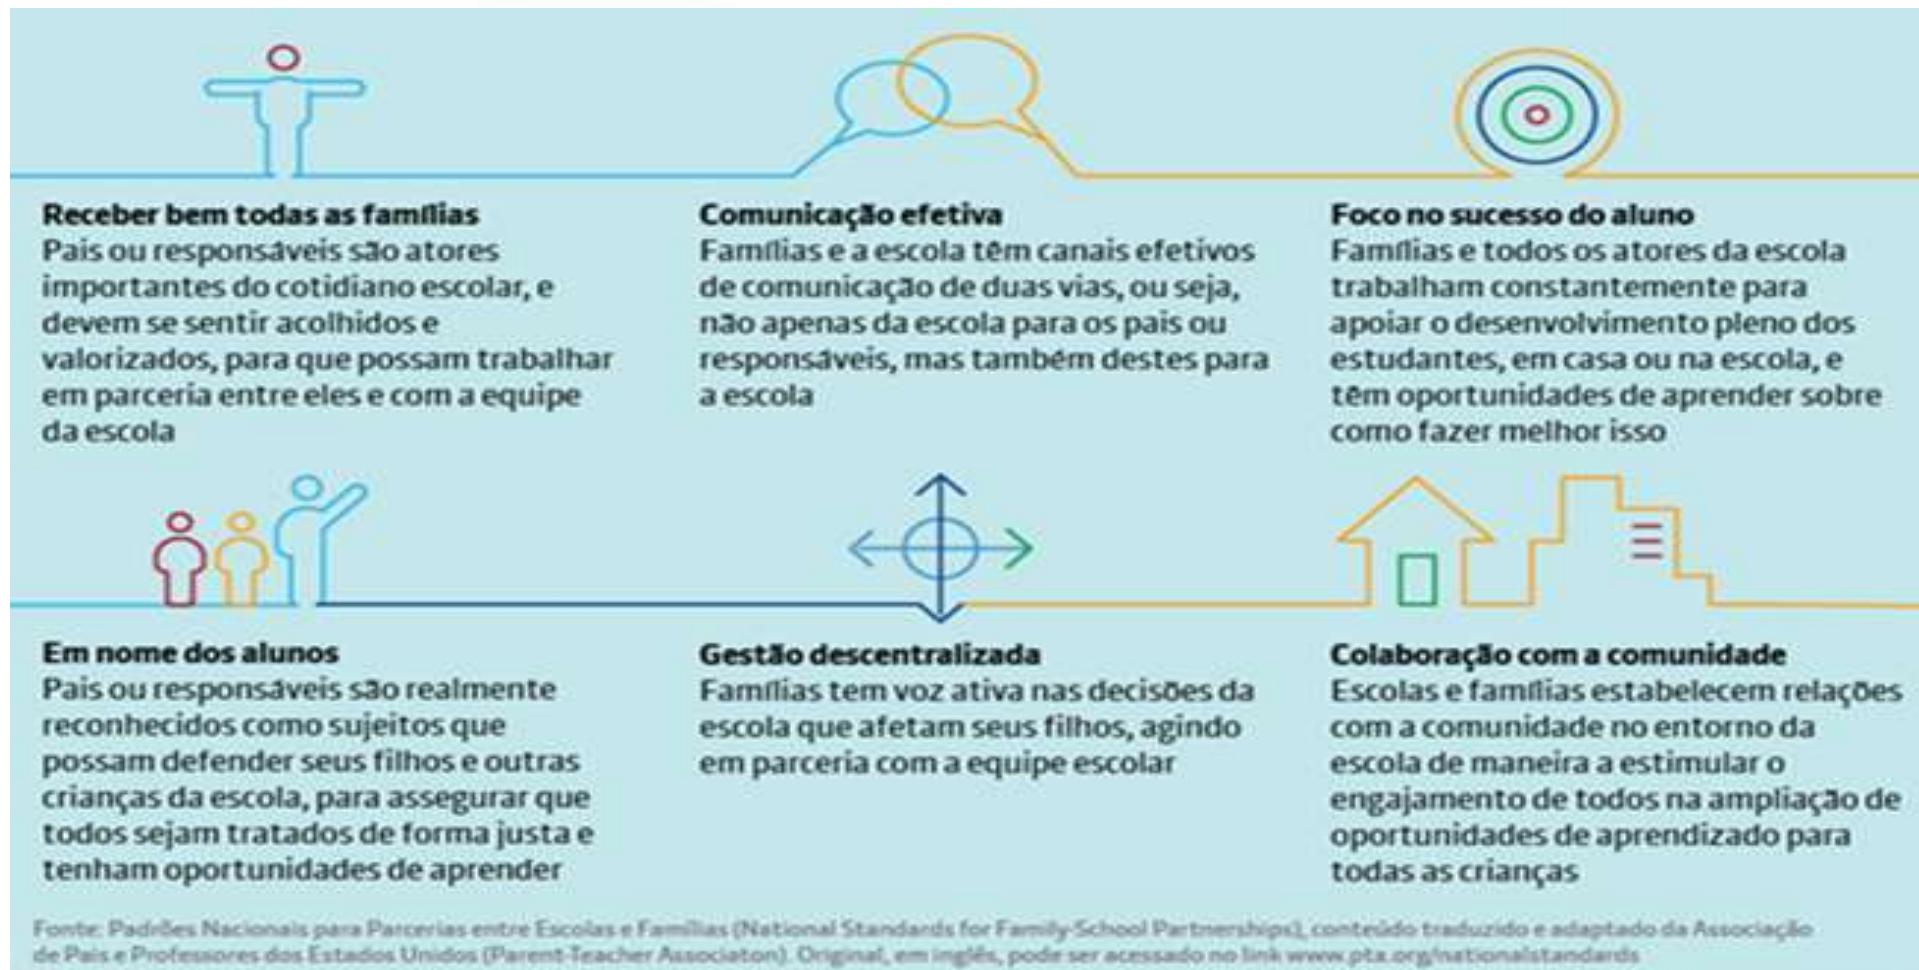 Receber bem todas as famílias
Pais ou responsáveis são atores
importantes do cotidiano escolar, e
devem se sentir acolhidos e
valorizados, para que possam trabalhar
em parceria entre eles e com a equipe
da escola
Comunicação efetiva
Famílias e a escola têm canais efetivos
de comunicação de duas vias, ou seja,
não apenas da escola para os pais ou
responsáveis, mas também destes para
a escola
Foco no sucesso do aluno
Famílias e todos os atores da escola
trabalham constantemente para
apoiar o desenvolvimento pleno dos
estudantes, em casa ou na escola, e
têm oportunidades de aprender sobre
como fazer melhor isso
Em nome dos alunos
Pais ou responsáveis são realmente
reconhecidos como sujeitos que
possam defender seus filhos e outras
crianças da escola, para assegurar que
todos sejam tratados de forma justa e
tenham oportunidades de aprender
Gestão descentralizada
Famílias tem voz ativa nas decisões da
escola que afetam seus filhos, agindo
em parceria com a equipe escolar
Colaboração com a comunidade
Escolas e famílias estabelecem relações
com a comunidade no entorno da
escola de maneira a estimular o
engajamento de todos na ampliação de
oportunidades de aprendizado para
todas as crianças
Fonte: Padrões Nacionais para Parcerias entre Escolas e Famílias (National Standards for Family-School Partnerships), conteúdo traduzido e adaptado da Associação
de Pais e Professores dos Estados Unidos (Parent-Teacher Associaton). Original, em inglês, pode ser acessado no link www.pta.org/nationalstandards